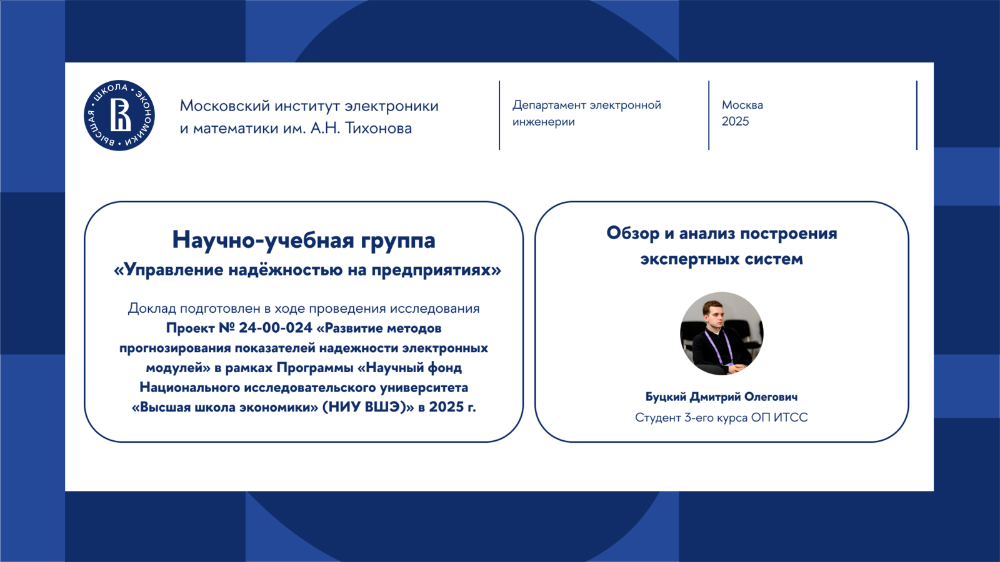 ВЫСШАЯ • ШКОЛА • ЭКОНОМИКИ •
Московский институт электроники
и математики им. А.Н. Тихонова
Департамент электронной
инженерии
Москва
2025
Научно-учебная группа
«Управление надёжностью на предприятиях»
Доклад подготовлен в ходе проведения исследования
Проект № 24-00-024 «Развитие методов
прогнозирования показателей надежности электронных
модулей» в рамках Программы «Научный фонд
Национального исследовательского университета
«Высшая школа экономики» (НИУ ВШЭ)» в 2025 г.
Обзор и анализ построения
экспертных систем
Буцкий Дмитрий Олегович
Студент 3-его курса ОП ИТСС